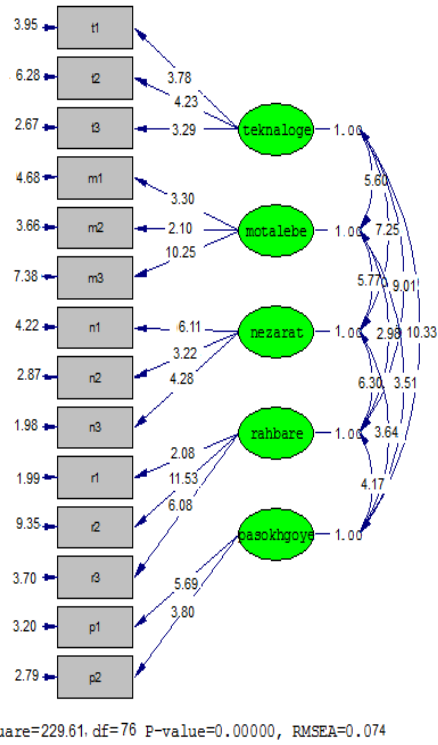 3.95 t1
3.78
6.28 t2
4.23
2.67 t3 3.29 teknaloge 1.00
4.68 m1 5.60
3.30
3.66 m2 2.10 motalebe 1.00 7.25
10.25
7.38 m3 5.77 9.01
4.22 n1 6.11 nezarat 1.00 2.98 10.33
2.87 n2 3.22
4.28 6.30 3.51
1.98 n3
2.08 rahbare 1.00 3.64
1.99 r1
11.53
9.35 r2 6.08 4.17
pasokhgoye 1.00
3.70 r3
5.69
3.20 p1
3.80
2.79 p2
uare=229.61, df=76 P-value=0.00000, RMSEA=0.074